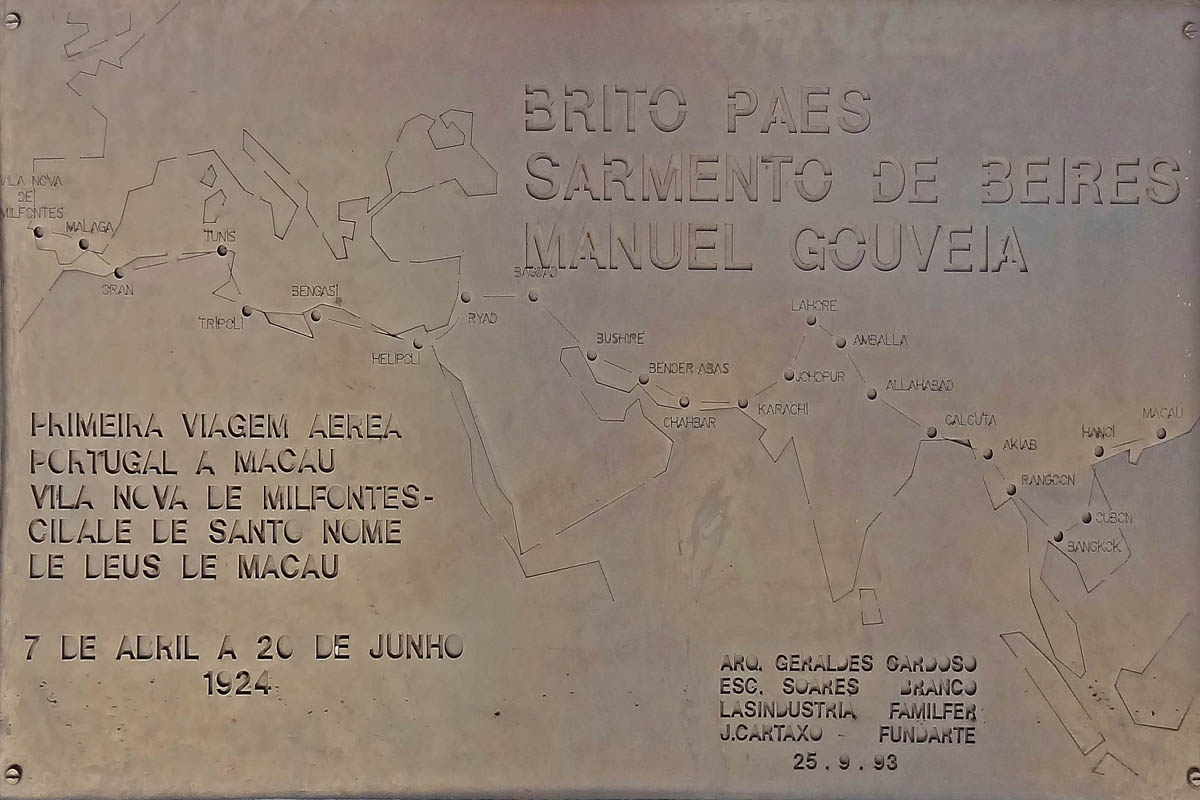 BRITO PAES
SARMENTO DE BEIRES
MANUEL GOUVEIA
VILA NOVA
DE
MILFONTES
MALAGA
ORAN
TUNIS
TRIPOLI
BENGASI
HELIPOLI
RYAD
BAGDAD
BUSHIRE
BENDER ABAS
CHAHBAR
KARACHI
JOHOPUR
LAHORE
AMBALLA
ALLAHABAD
CALCUTA
AKIAB
RANGOON
BANGKOK
OUBON
HANOI
MACAU
PRIMEIRA VIAGEM AEREA
PORTUGAL A MACAU
VILA NOVA DE MILFONTES-
CIDADE DE SANTO NOME
DE DEUS DE MACAU
7 DE ABRIL A 20 DE JUNHO
1924
ARQ. GERALDES CARDOSO
ESC. SOARES BRANCO
LASINDUSTRIA FAMILFER
J.CARTAXO - FUNDARTE
25.9.93